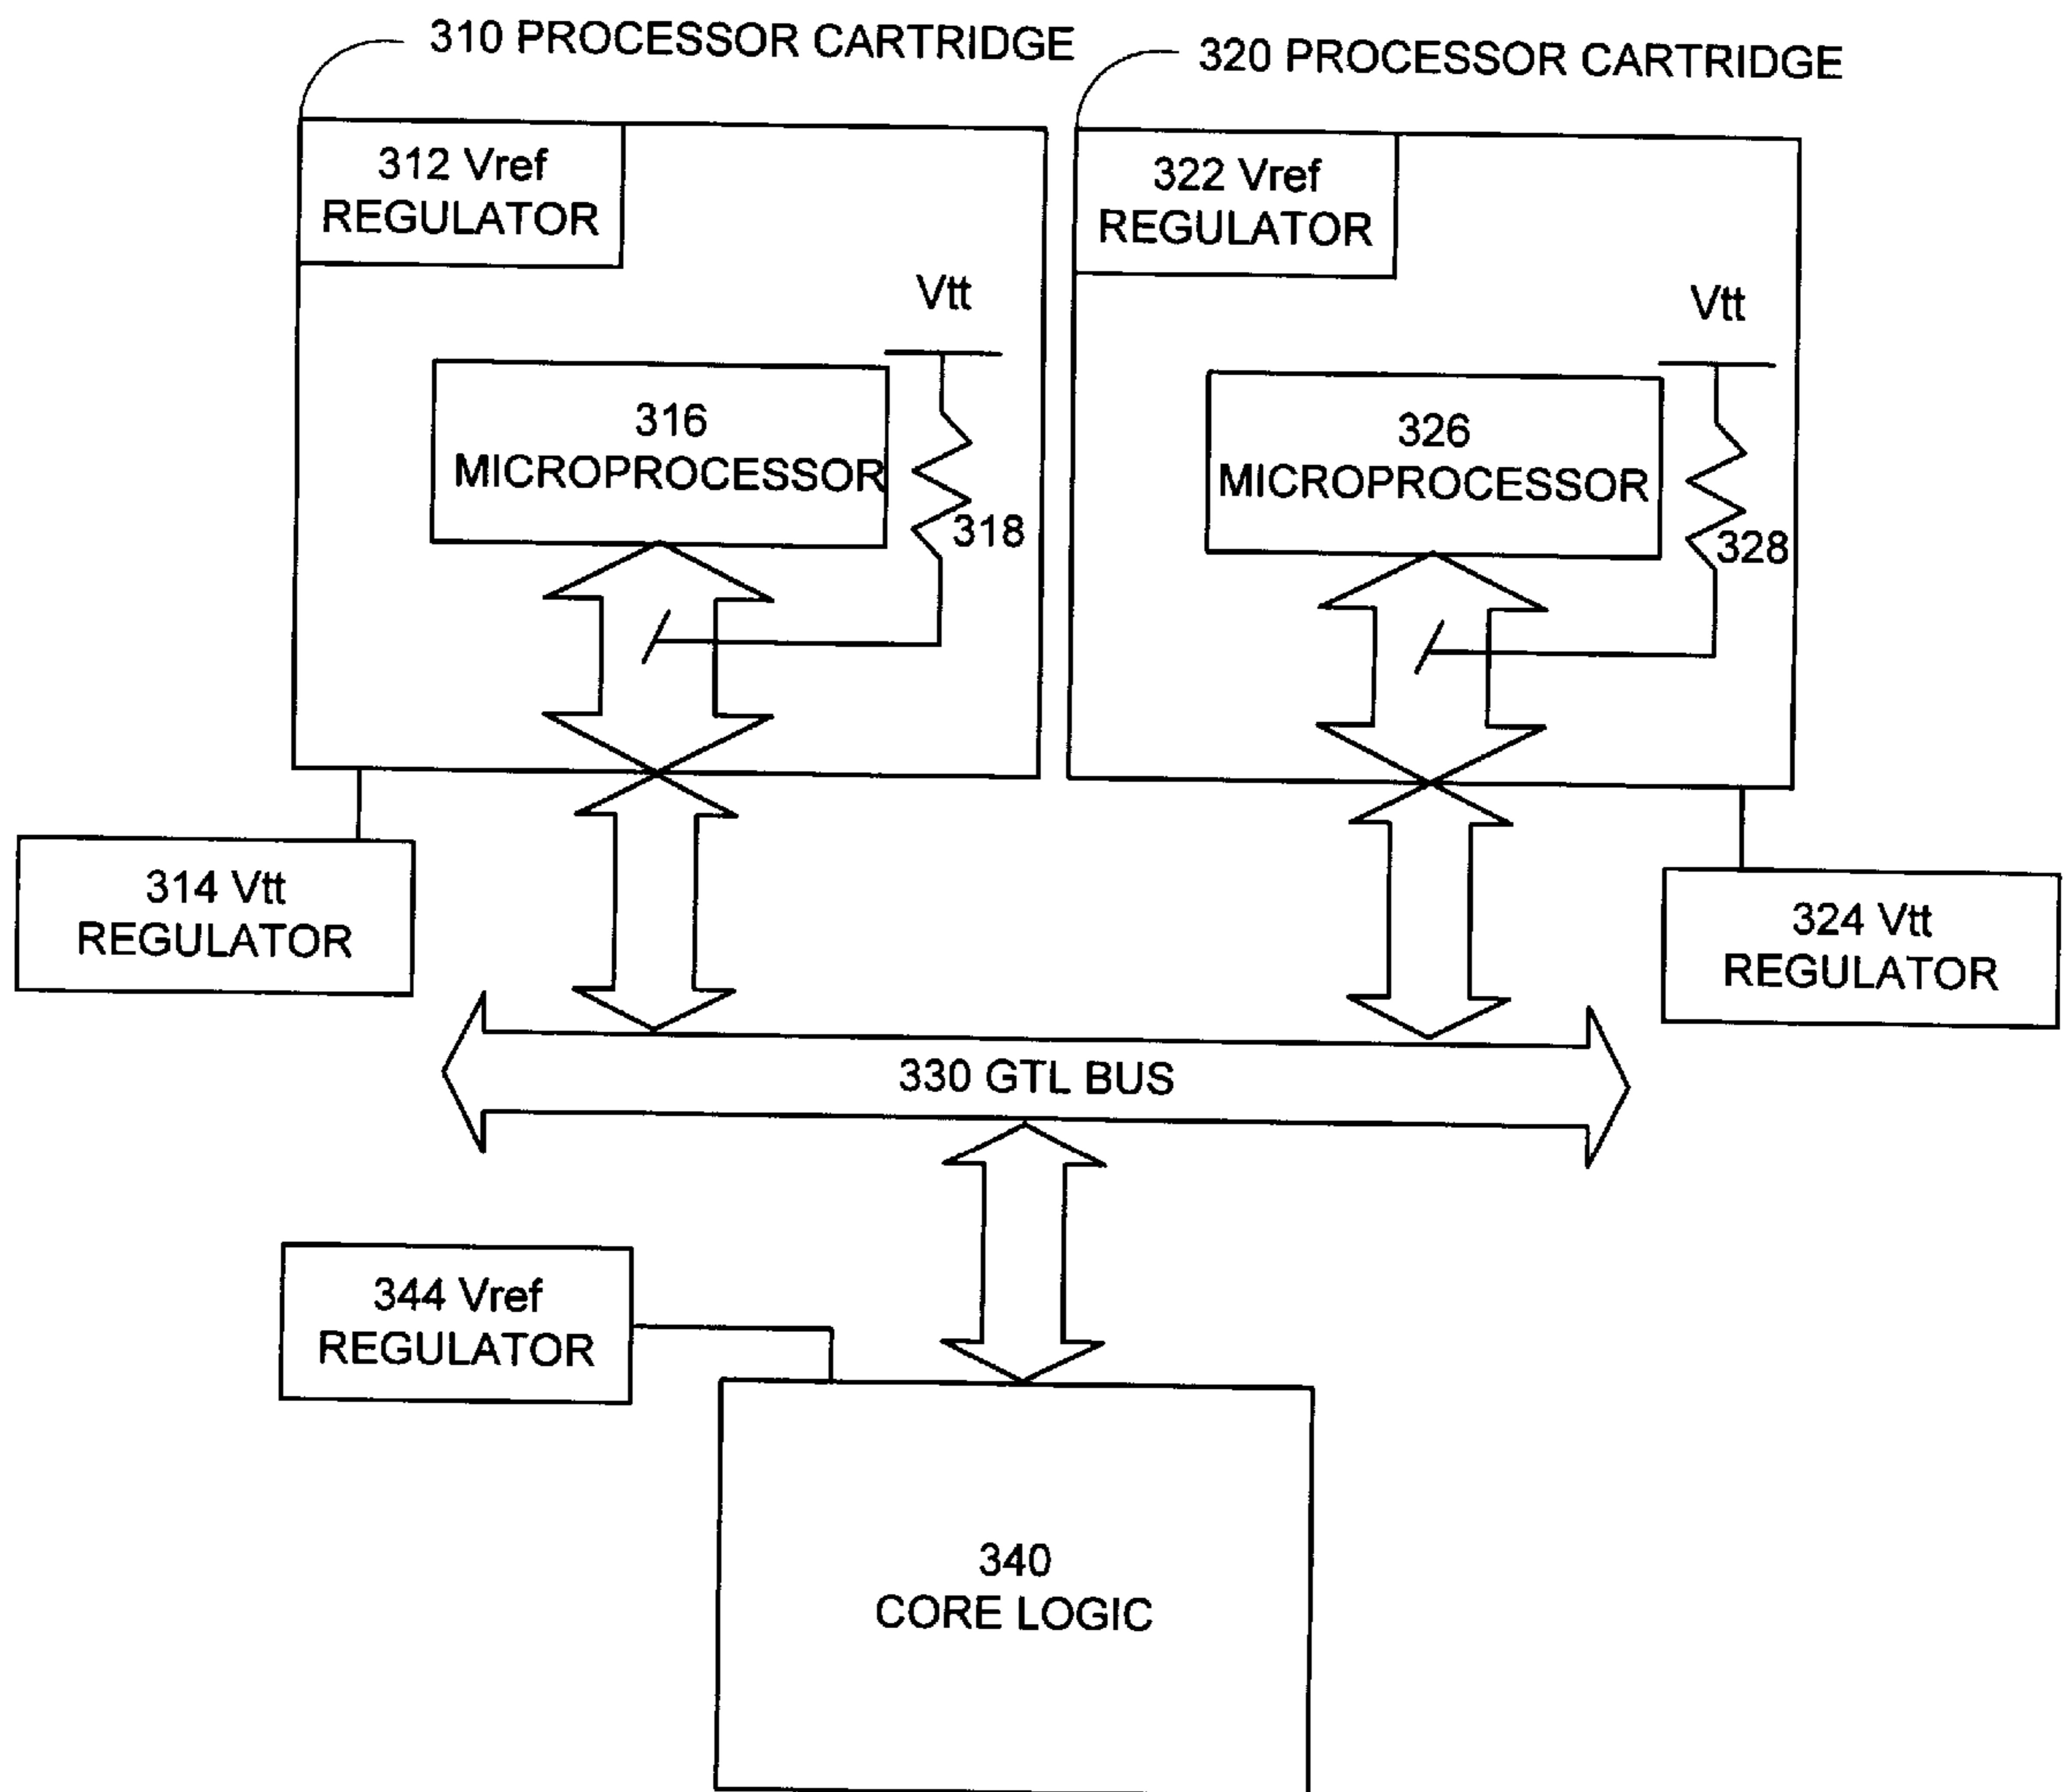 310 PROCESSOR CARTRIDGE
320 PROCESSOR CARTRIDGE
312 Vref
REGULATOR
322 Vref
REGULATOR
Vtt
Vtt
316
MICROPROCESSOR
326
MICROPROCESSOR
318
328
314 Vtt
REGULATOR
324 Vtt
REGULATOR
330 GTL BUS
344 Vref
REGULATOR
340
CORE LOGIC